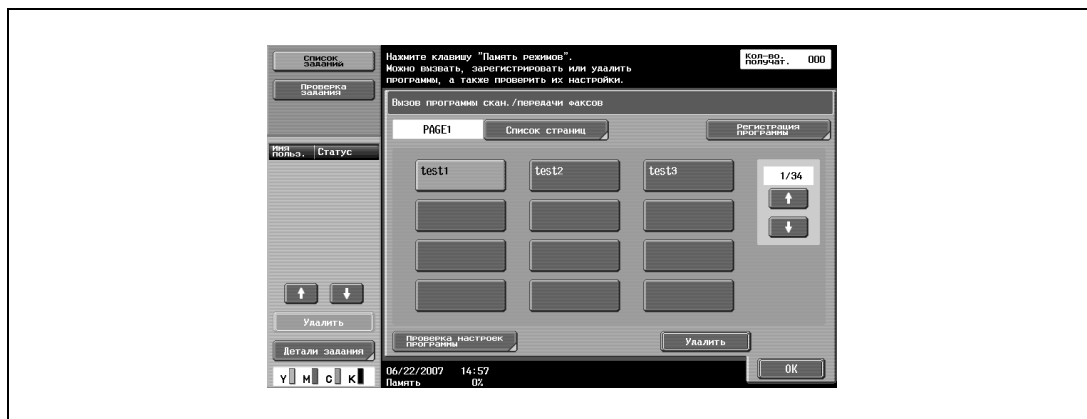 Список
заданий
Проверка
задания
Имя
польз.
Статус
Удалить
Детали задания
Y M C K
Нажмите клавишу "Память режимов".
Можно вызвать, зарегистрировать или удалить
программы, а также проверить их настройки.
Кол-во.
получат.
000
Вызов программы скан./передачи факсов
PAGE1
Список страниц
Регистрация
программы
test1
test2
test3
1/34
Проверка настроек
программы
Удалить
06/22/2007 14:57
Память 0%
OK